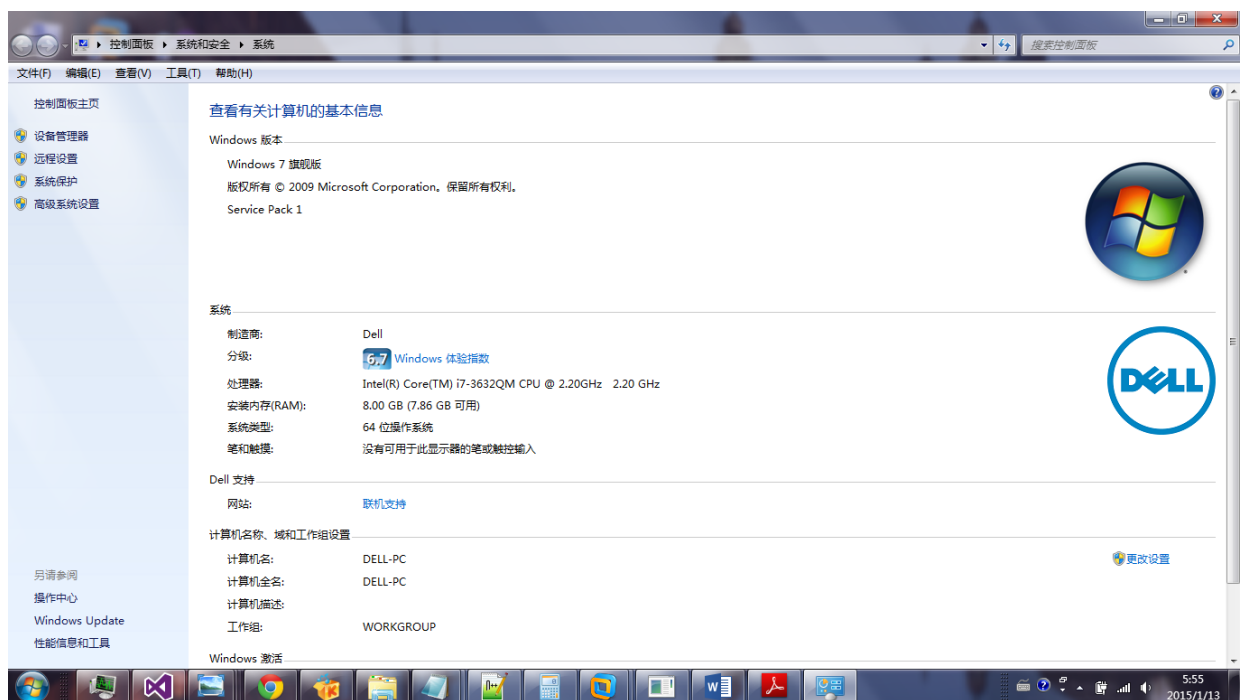 控制面板 ▸ 系统和安全 ▸ 系统
搜索控制面板
文件(F) 编辑(E) 查看(V) 工具(T) 帮助(H)
控制面板主页
设备管理器
远程设置
系统保护
高级系统设置
另请参阅
操作中心
Windows Update
性能信息和工具
查看有关计算机的基本信息
Windows 版本
Windows 7 旗舰版
版权所有 © 2009 Microsoft Corporation。保留所有权利。
Service Pack 1
系统
制造商: Dell
分级: 6.7 Windows 体验指数
处理器: Intel(R) Core(TM) i7-3632QM CPU @ 2.20GHz 2.20 GHz
安装内存(RAM): 8.00 GB (7.86 GB 可用)
系统类型: 64 位操作系统
笔和触摸: 没有可用于此显示器的笔或触控输入
DELL
Dell 支持
网站: 联机支持
计算机名称、域和工作组设置
计算机名: DELL-PC
更改设置
计算机全名: DELL-PC
计算机描述:
工作组: WORKGROUP
Windows 激活
5:55
2015/1/13